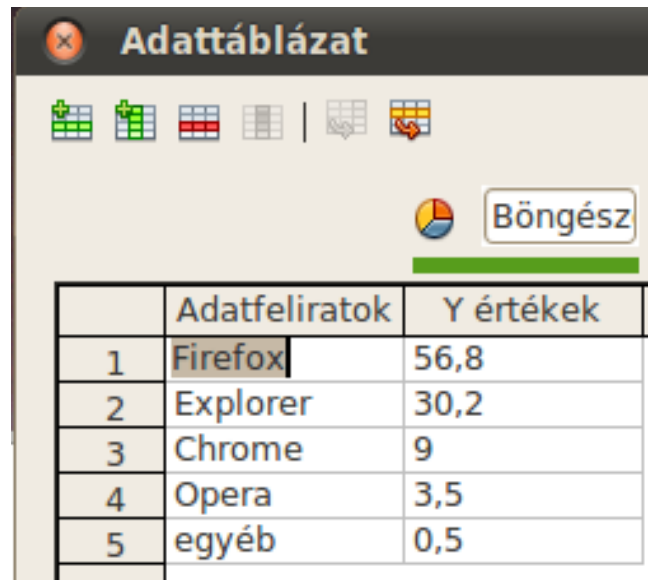 Adattáblázat
Böngész
Adatfeliratok Y értékek
1 Firefox 56,8
2 Explorer 30,2
3 Chrome 9
4 Opera 3,5
5 egyéb 0,5